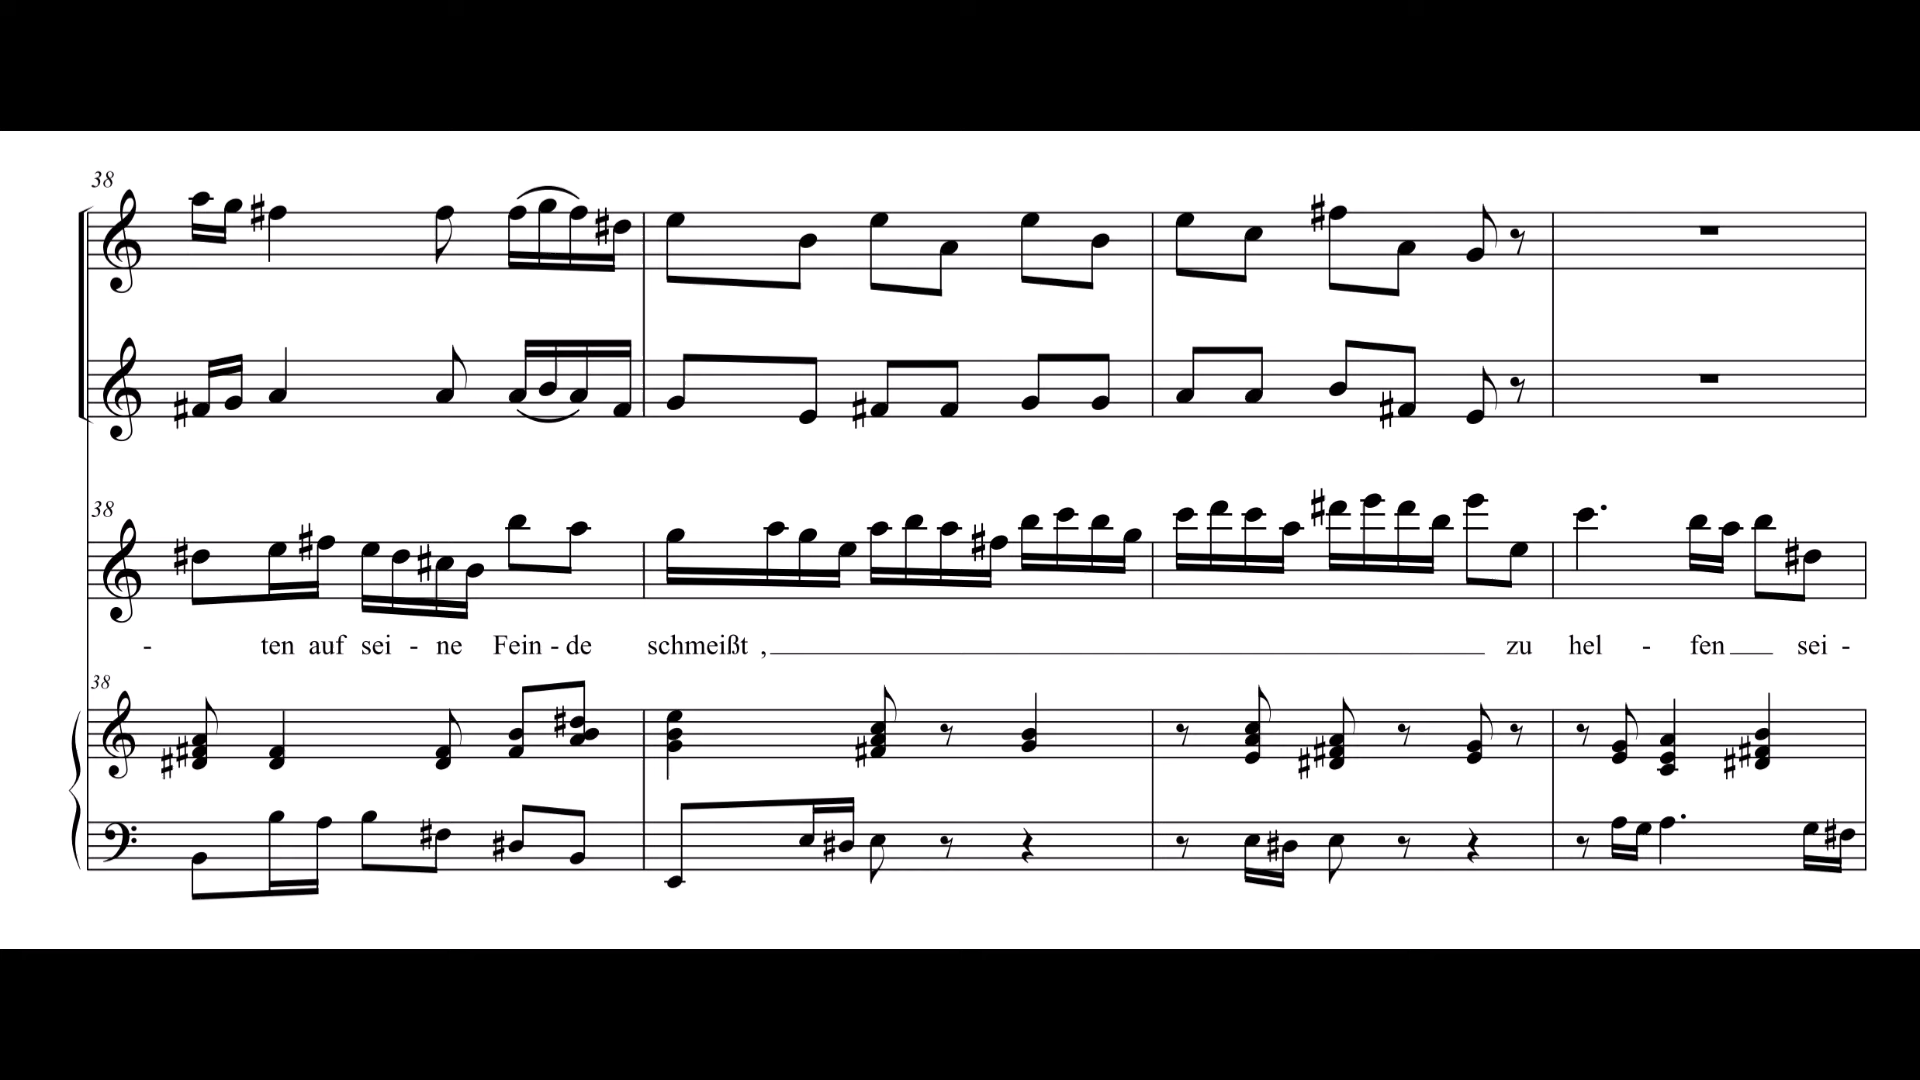 38
38
- ten auf sei - ne Fein - de schmeißt , zu hel - fen sei -
38